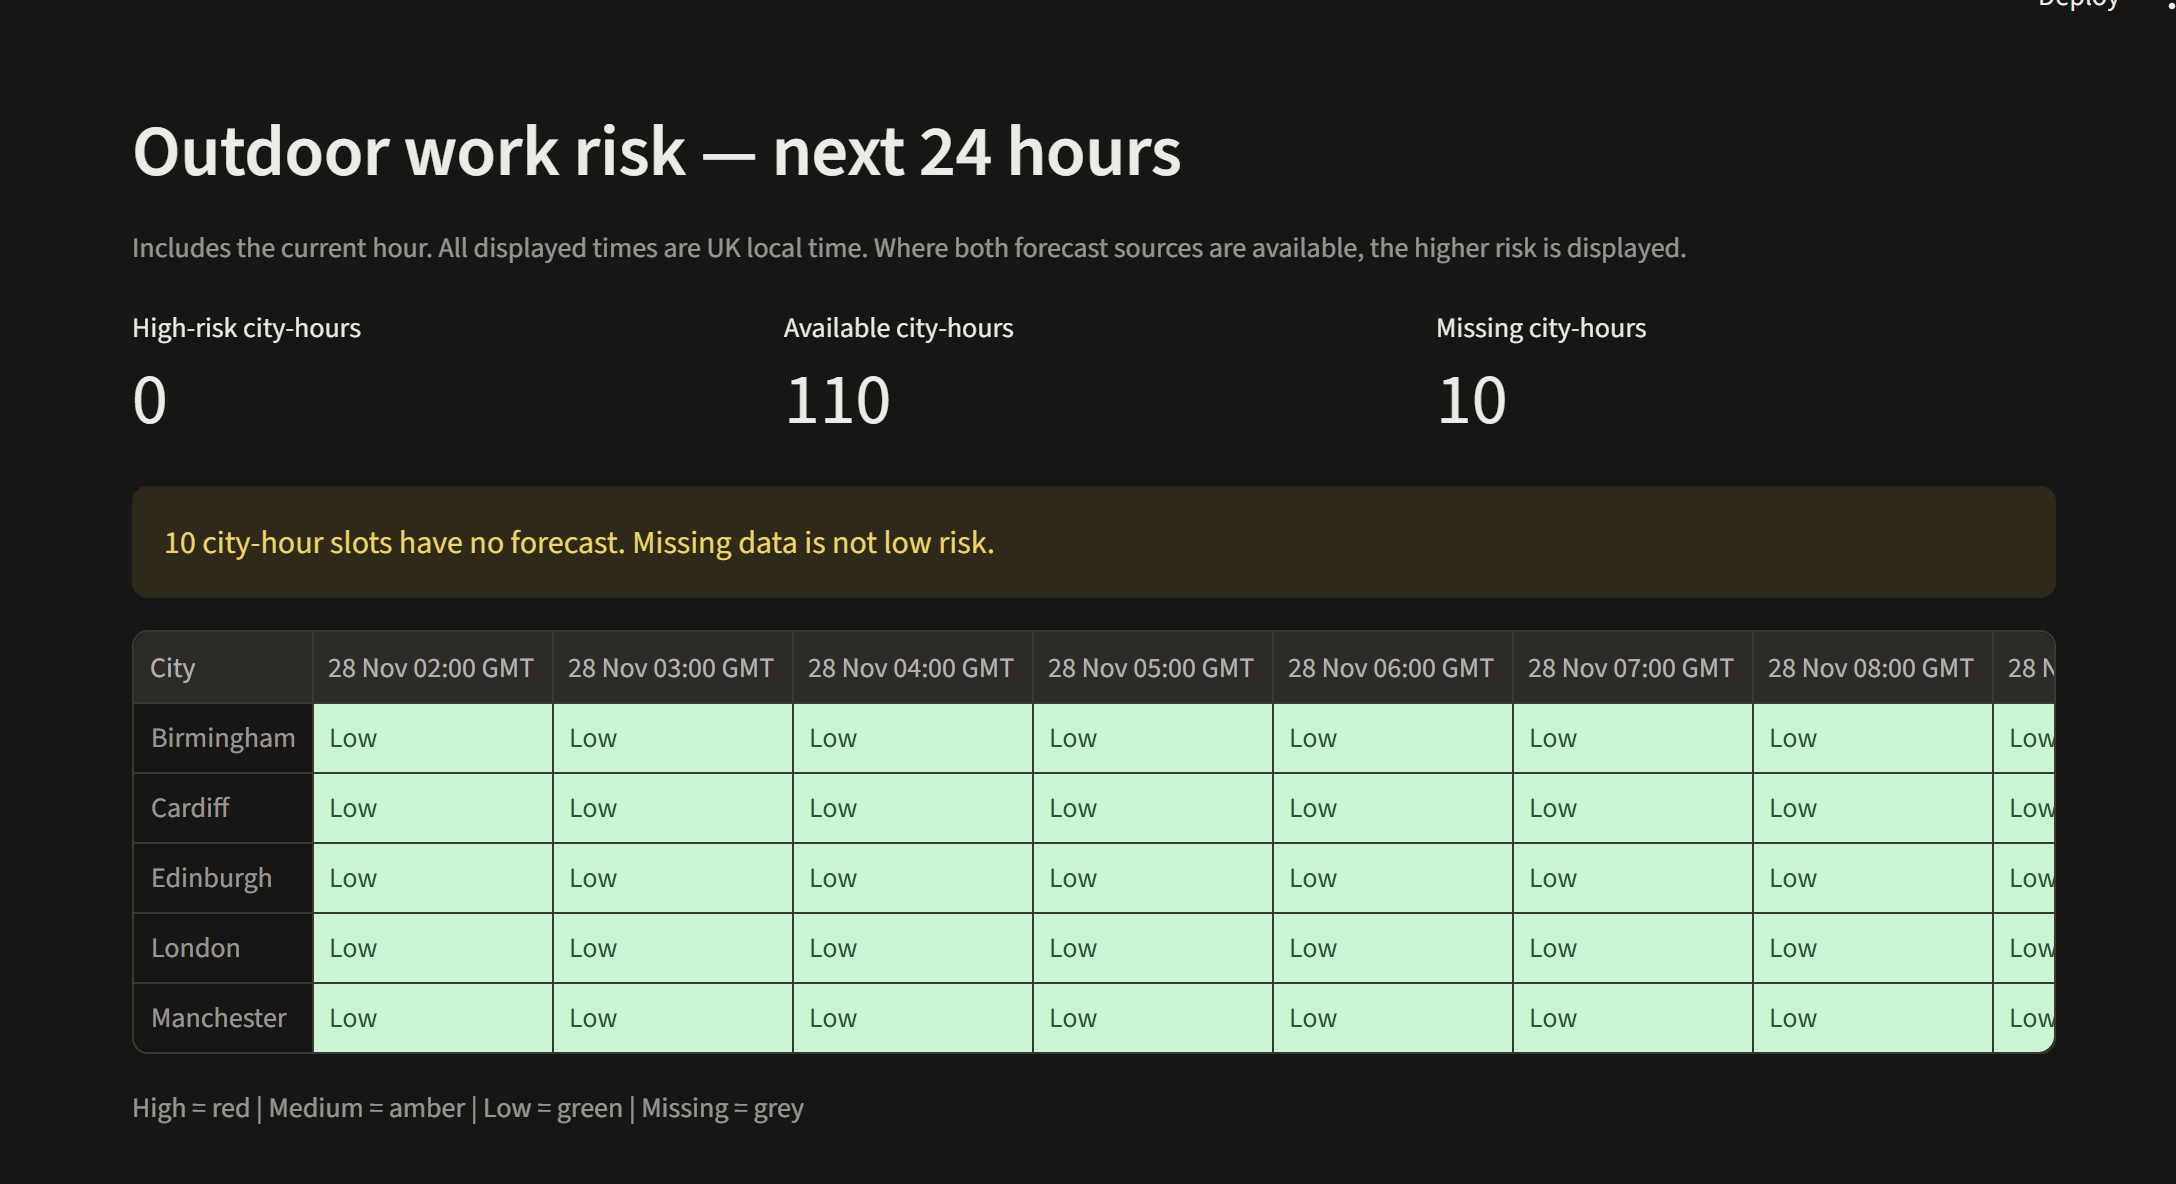 Deploy
Outdoor work risk — next 24 hours
Includes the current hour. All displayed times are UK local time. Where both forecast sources are available, the higher risk is displayed.
High-risk city-hours Available city-hours Missing city-hours
0 110 10
10 city-hour slots have no forecast. Missing data is not low risk.
City 28 Nov 02:00 GMT 28 Nov 03:00 GMT 28 Nov 04:00 GMT 28 Nov 05:00 GMT 28 Nov 06:00 GMT 28 Nov 07:00 GMT 28 Nov 08:00 GMT 28 N
Birmingham Low Low Low Low Low Low Low Low
Cardiff Low Low Low Low Low Low Low Low
Edinburgh Low Low Low Low Low Low Low Low
London Low Low Low Low Low Low Low Low
Manchester Low Low Low Low Low Low Low Low
High = red | Medium = amber | Low = green | Missing = grey